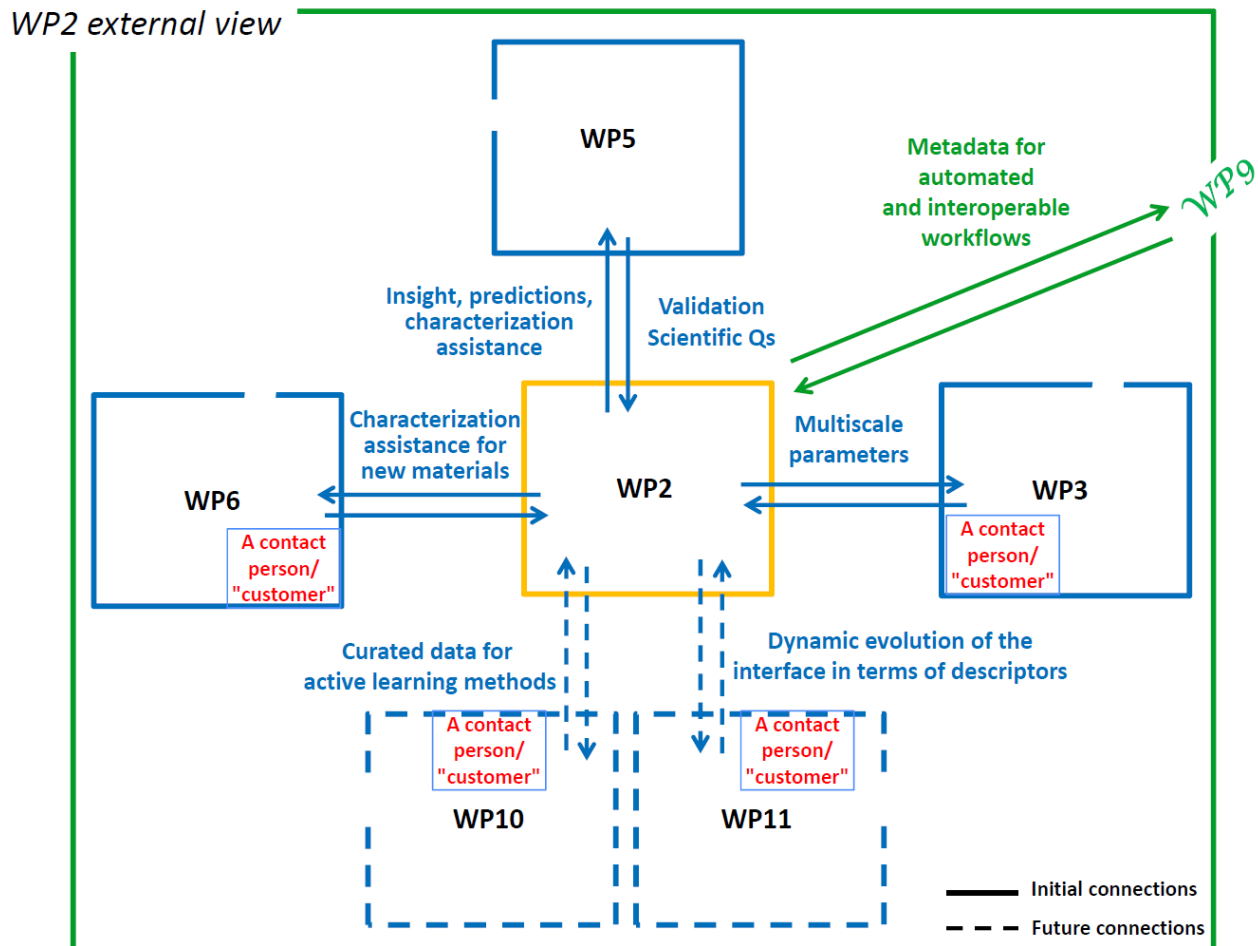 WP2 external view
WP5
Metadata for
automated
and interoperable
workflows
WP9
Insight, predictions,
characterization
assistance
Validation
Scientific Qs
Characterization
assistance for
new materials
Multiscale
parameters
WP6
WP2
WP3
A contact
person/
"customer"
A contact
person/
"customer"
Curated data for
active learning methods
Dynamic evolution of the
interface in terms of descriptors
A contact
person/
"customer"
A contact
person/
"customer"
WP10
WP11
Initial connections
Future connections